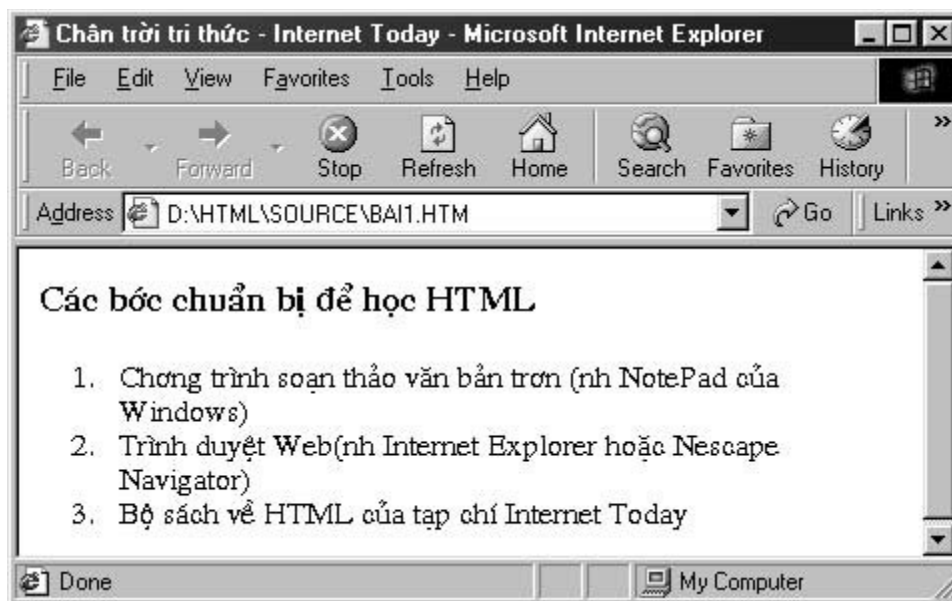 Chân trời tri thức - Internet Today - Microsoft Internet Explorer
File Edit View Favorites Tools Help
Back Forward Stop Refresh Home Search Favorites History »
Address D:\HTML\SOURCE\BAI1.HTM Go Links »
Các bớc chuẩn bị để học HTML
1. Chơng trình soạn thảo văn bản trơn (nh NotePad của
Windows)
2. Trình duyệt Web(nh Internet Explorer hoặc Nescape
Navigator)
3. Bộ sách về HTML của tạp chí Internet Today
Done My Computer